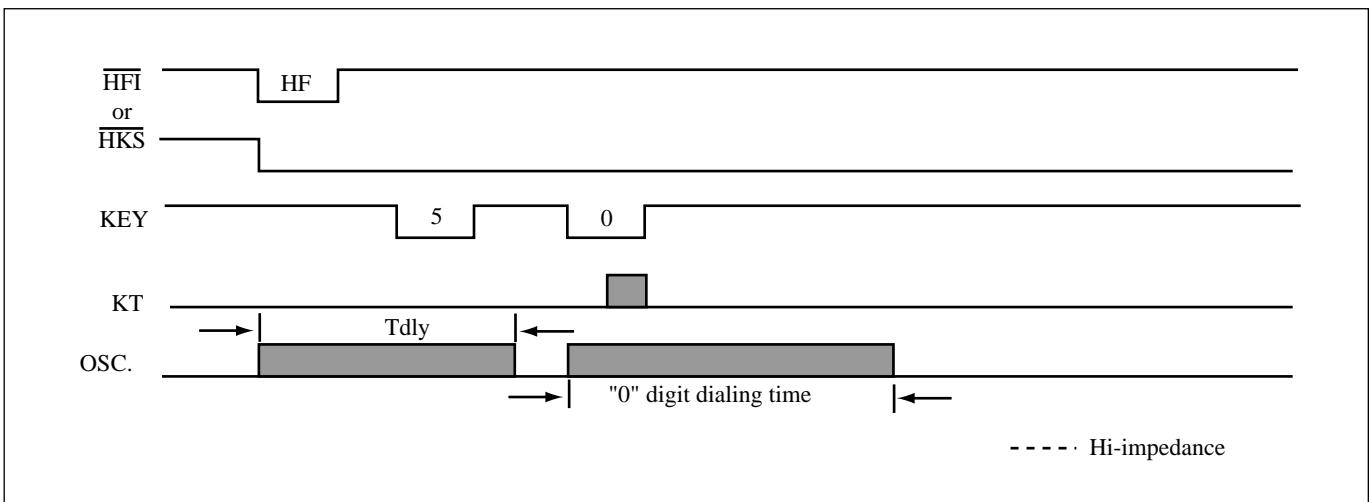 HFI HF
or
HKS
KEY 5 0
KT
Tdly
OSC.
"0" digit dialing time
Hi-impedance